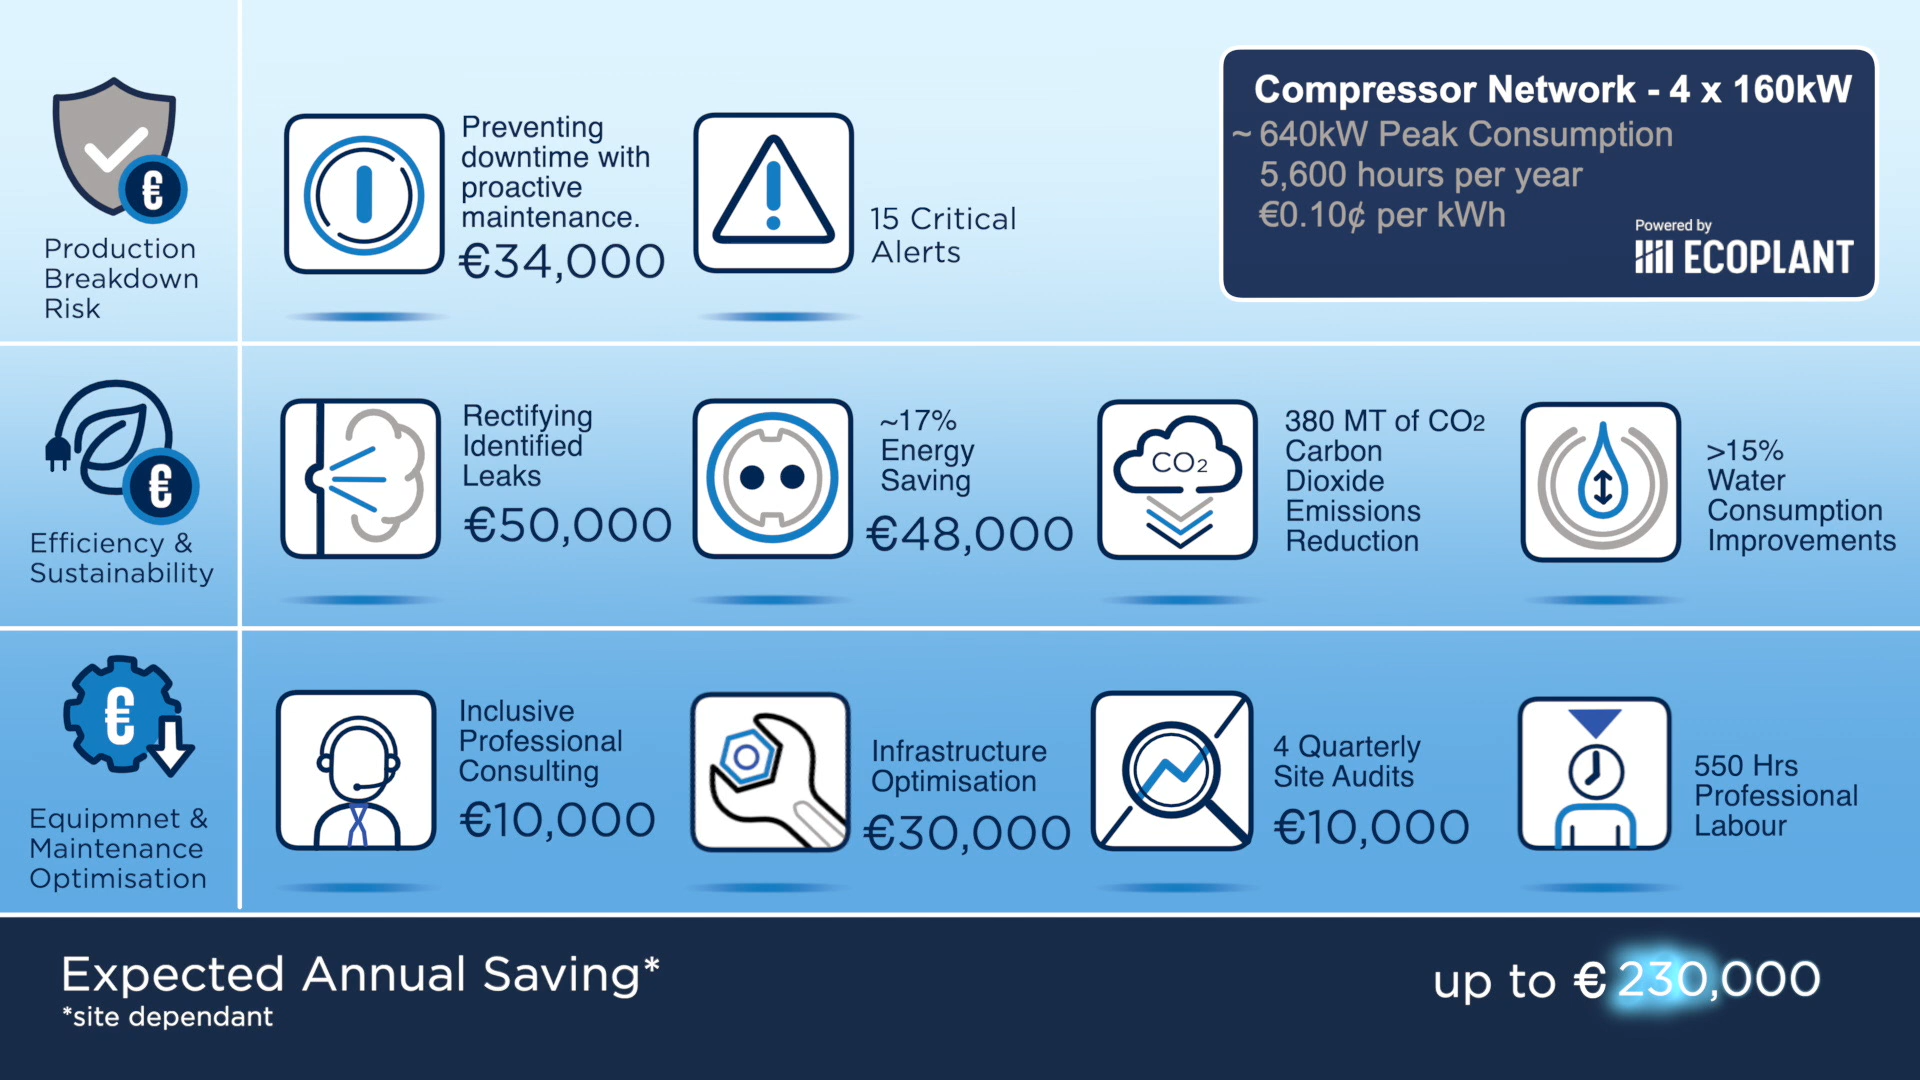 Compressor Network - 4 x 160kW
~ 640kW Peak Consumption
5,600 hours per year
€0.10¢ per kWh
Powered by
ECOPLANT
€
Production
Breakdown
Risk
Preventing
downtime with
proactive
maintenance.
€34,000
15 Critical
Alerts
€
Efficiency &
Sustainability
Rectifying
Identified
Leaks
€50,000
~17%
Energy
Saving
€48,000
CO2
380 MT of CO2
Carbon
Dioxide
Emissions
Reduction
>15%
Water
Consumption
Improvements
€
Equipmnet &
Maintenance
Optimisation
Inclusive
Professional
Consulting
€10,000
Infrastructure
Optimisation
€30,000
4 Quarterly
Site Audits
€10,000
550 Hrs
Professional
Labour
Expected Annual Saving*
*site dependant
up to € 230,000